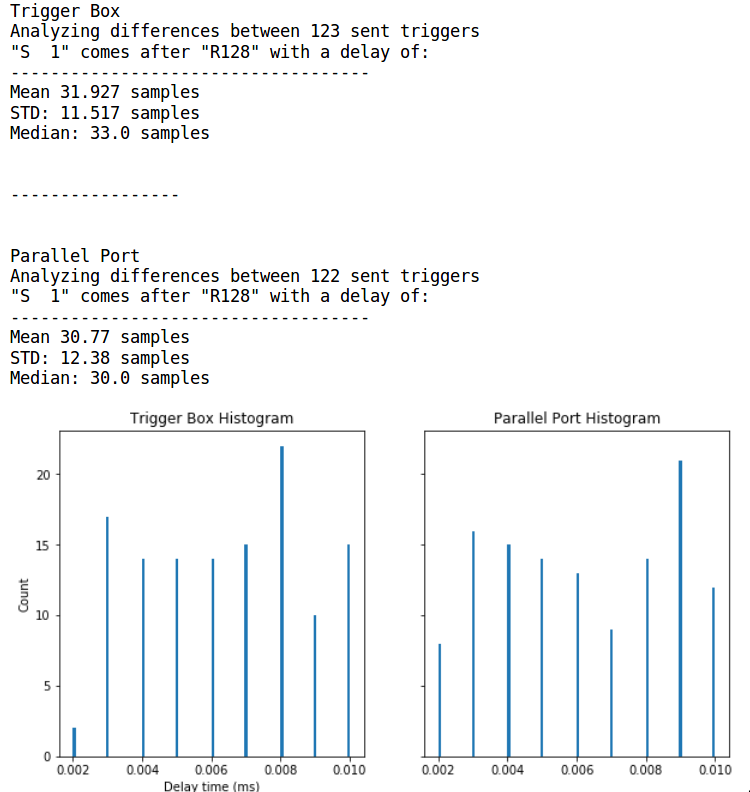 Trigger Box
Analyzing differences between 123 sent triggers
"S  1" comes after "R128" with a delay of:
------------------------------------
Mean 31.927 samples
STD: 11.517 samples
Median: 33.0 samples
-----------------
Parallel Port
Analyzing differences between 122 sent triggers
"S  1" comes after "R128" with a delay of:
------------------------------------
Mean 30.77 samples
STD: 12.38 samples
Median: 30.0 samples
Trigger Box Histogram
Parallel Port Histogram
20
15
10
5
0
Count
0.002 0.004 0.006 0.008 0.010
0.002 0.004 0.006 0.008 0.010
Delay time (ms)